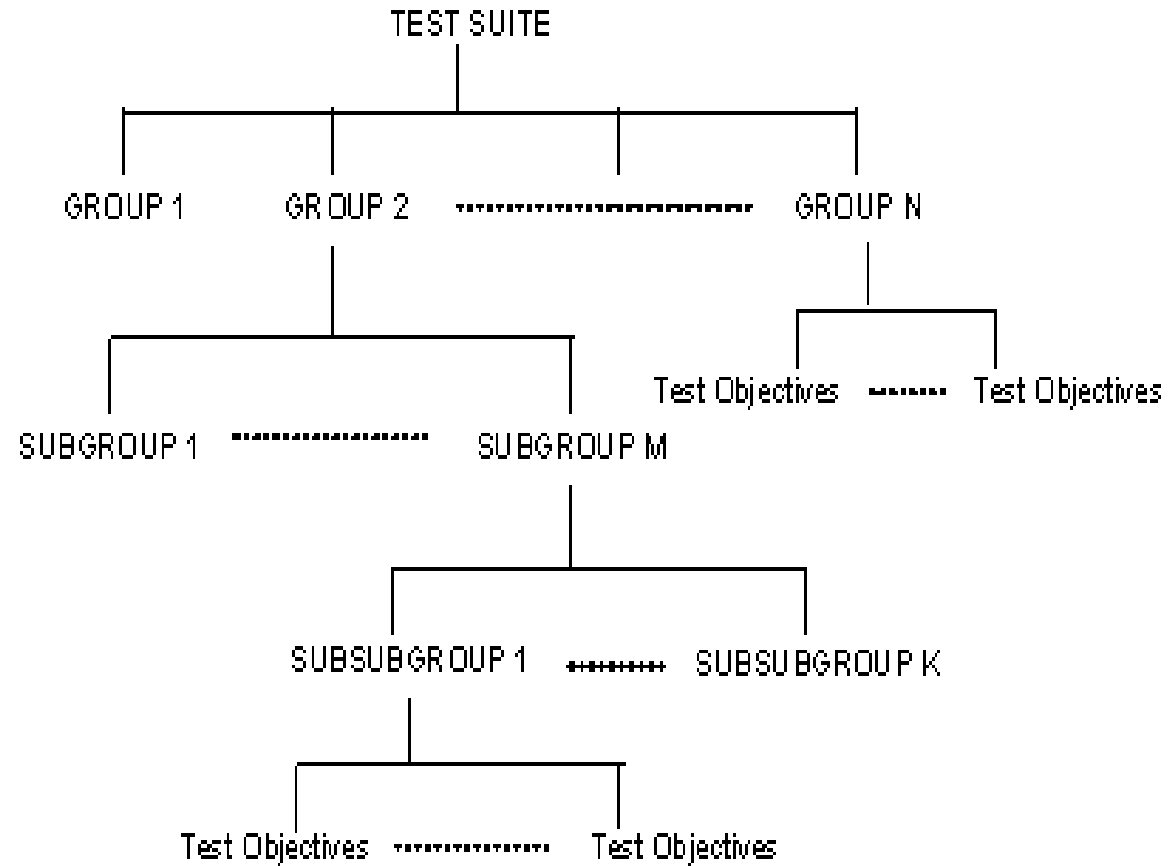 TEST SUITE
GROUP 1 GROUP 2 GROUP N
Test Objectives Test Objectives
SUBGROUP 1 SUBGROUP M
SUBSUBGROUP 1 SUBSUBGROUP K
Test Objectives Test Objectives